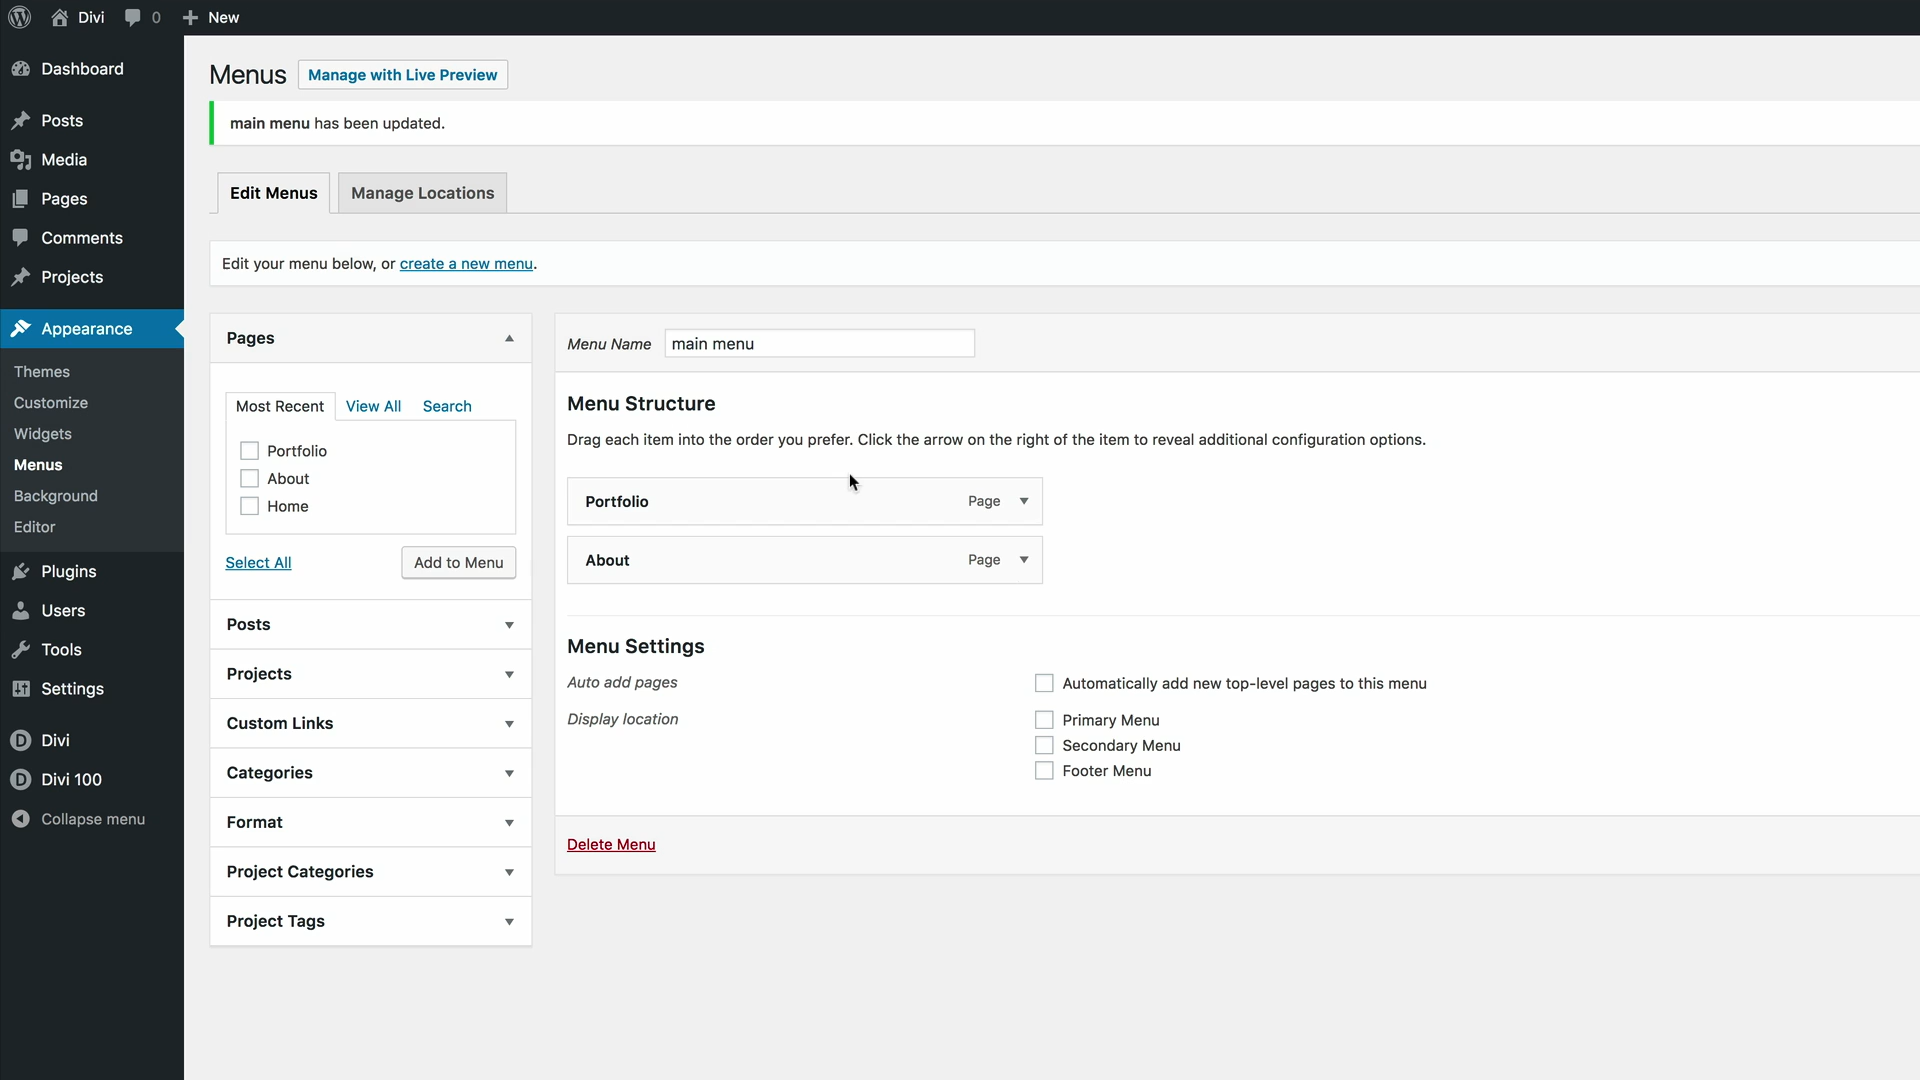 Divi 0 New
Dashboard
Posts
Media
Pages
Comments
Projects
Appearance
Themes
Customize
Widgets
Menus
Background
Editor
Plugins
Users
Tools
Settings
Divi
Divi 100
Collapse menu
Menus Manage with Live Preview
main menu has been updated.
Edit Menus Manage Locations
Edit your menu below, or create a new menu.
Pages
Most Recent View All Search
Portfolio
About
Home
Select All Add to Menu
Posts
Projects
Custom Links
Categories
Format
Project Categories
Project Tags
Menu Name main menu
Menu Structure
Drag each item into the order you prefer. Click the arrow on the right of the item to reveal additional configuration options.
Portfolio Page
About Page
Menu Settings
Auto add pages Automatically add new top-level pages to this menu
Display location Primary Menu
Secondary Menu
Footer Menu
Delete Menu